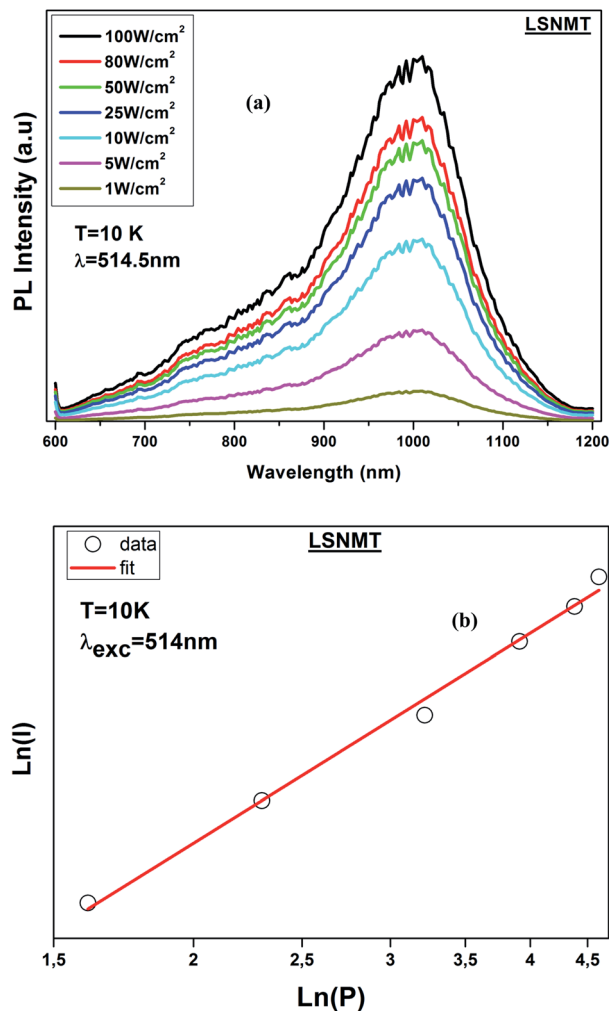 LSNMT
100W/cm²
80W/cm²
50W/cm²
25W/cm²
10W/cm²
5W/cm²
1W/cm²
(a)
T=10 K
λ=514.5nm
PL Intensity (a.u)
600 700 800 900 1000 1100 1200
Wavelength (nm)
data
fit
LSNMT
T=10K
λexc=514nm
(b)
Ln(I)
1,5 2 2,5 3 3,5 4 4,5
Ln(P)